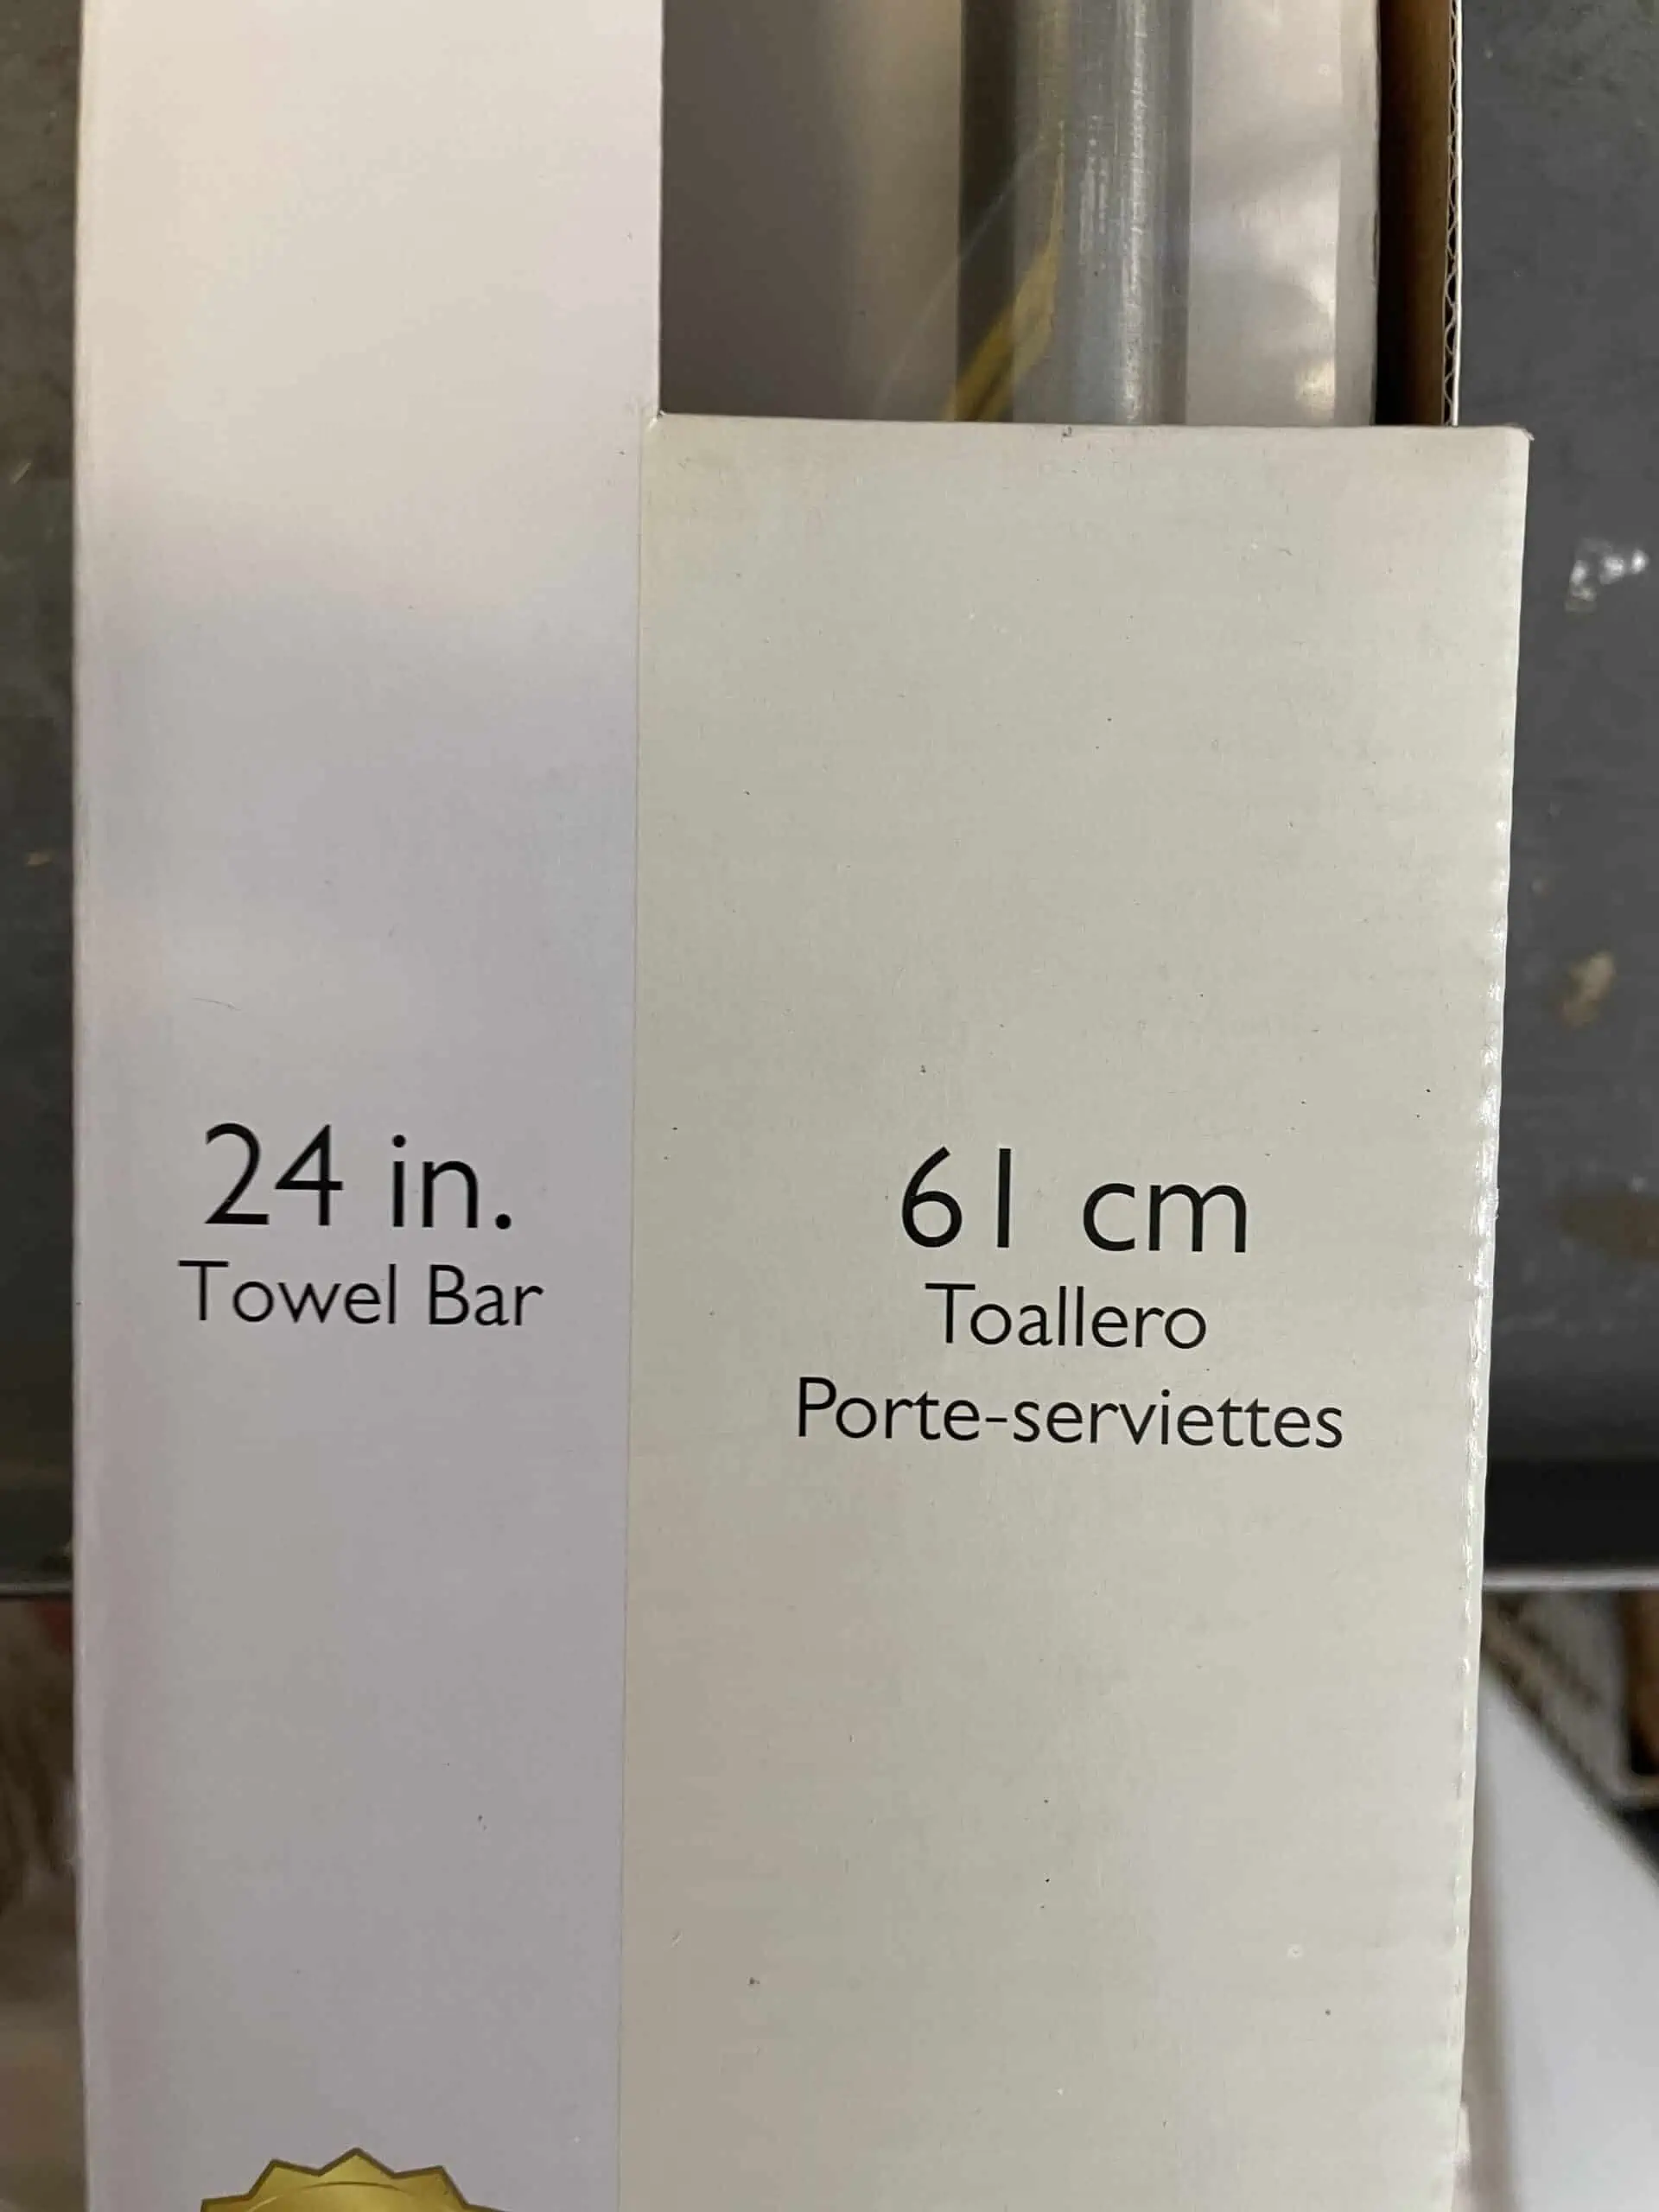 24 in.
Towel Bar
61 cm
Toallero
Porte-serviettes